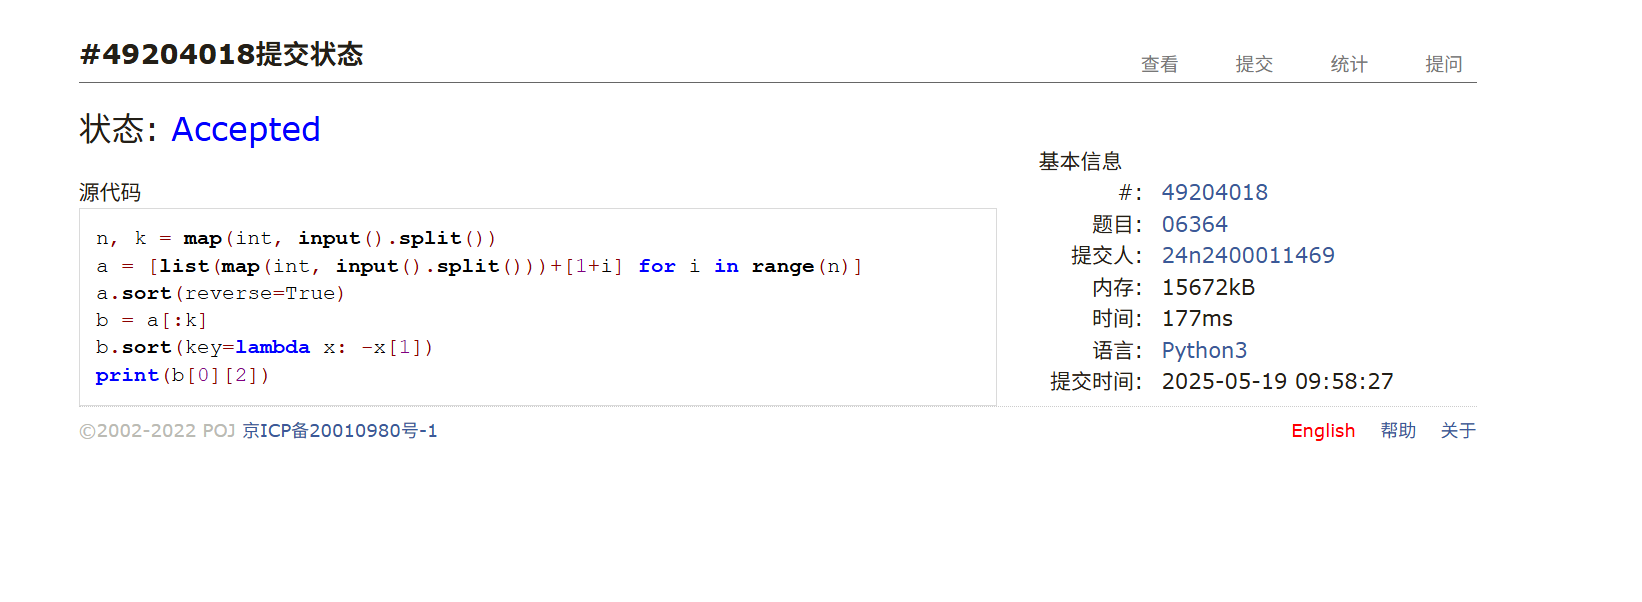 #49204018提交状态
查看 提交 统计 提问
状态: Accepted
源代码
n, k = map(int, input().split())
a = [list(map(int, input().split()))+[1+i] for i in range(n)]
a.sort(reverse=True)
b = a[:k]
b.sort(key=lambda x: -x[1])
print(b[0][2])
基本信息
#: 49204018
题目: 06364
提交人: 24n2400011469
内存: 15672kB
时间: 177ms
语言: Python3
提交时间: 2025-05-19 09:58:27
©2002-2022 POJ 京ICP备20010980号-1
English 帮助 关于